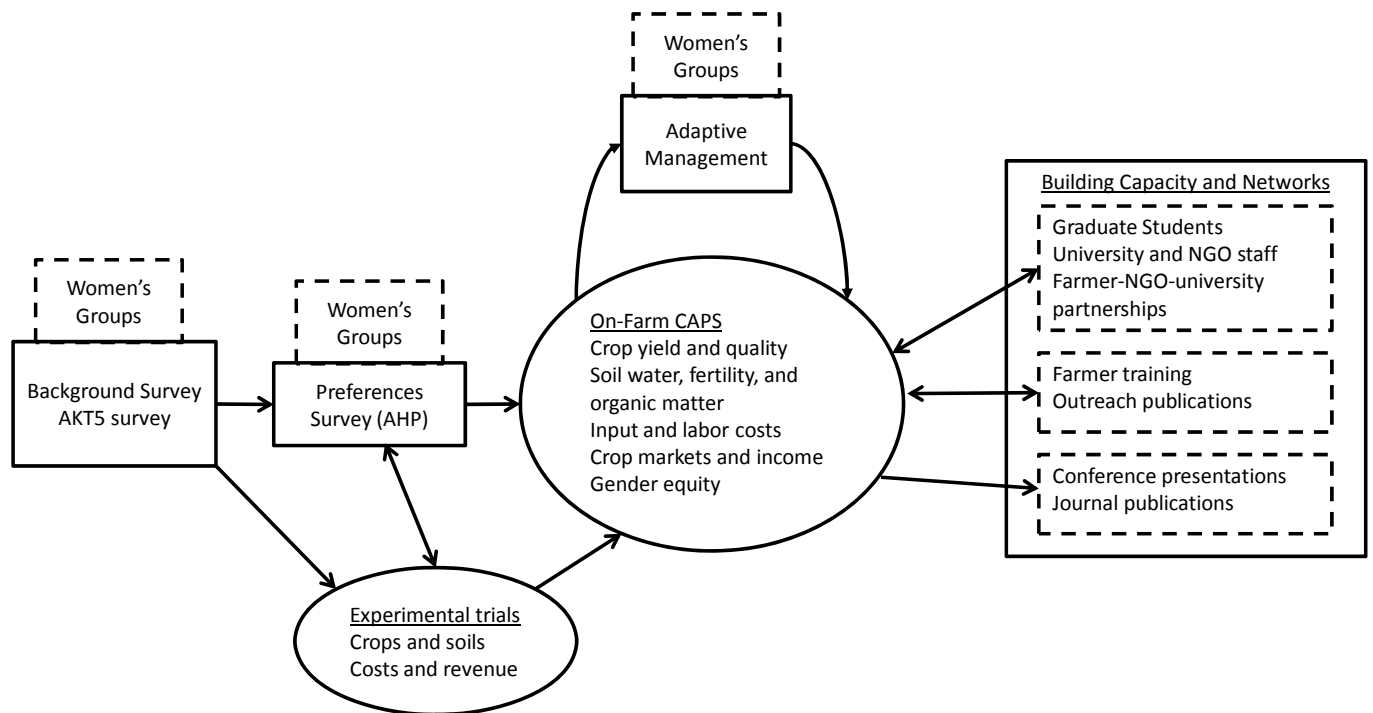 Women's
Groups
Adaptive
Management
Women's
Groups
Background Survey
AKT5 survey
Women's
Groups
Preferences
Survey (AHP)
On-Farm CAPS
Crop yield and quality
Soil water, fertility, and
organic matter
Input and labor costs
Crop markets and income
Gender equity
Experimental trials
Crops and soils
Costs and revenue
Building Capacity and Networks
Graduate Students
University and NGO staff
Farmer-NGO-university
partnerships
Farmer training
Outreach publications
Conference presentations
Journal publications